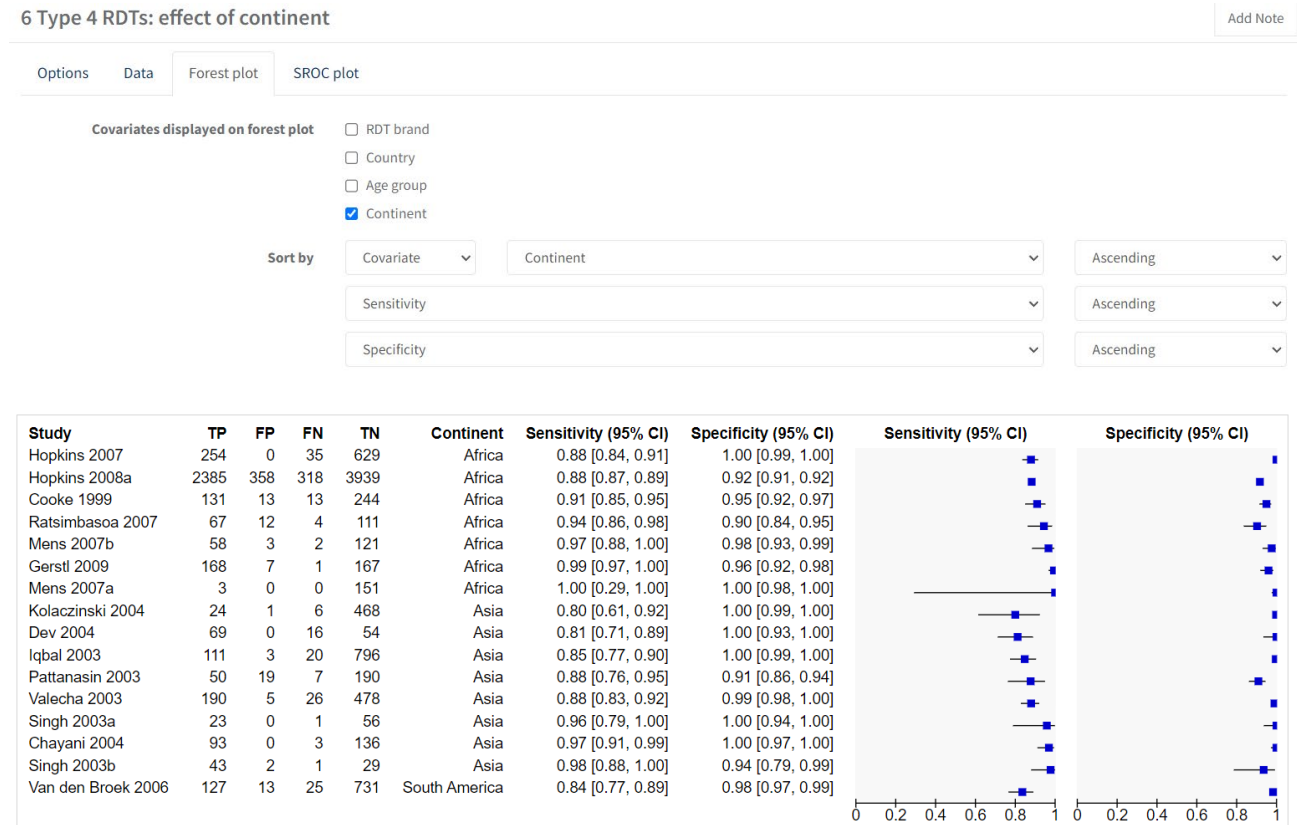 6 Type 4 RDTs: effect of continent
Add Note
Options Data Forest plot SROC plot
Covariates displayed on forest plot
RDT brand
Country
Age group
Continent
Sort by Covariate Continent Ascending
Sensitivity Ascending
Specificity Ascending
Study TP FP FN TN Continent Sensitivity (95% CI) Specificity (95% CI) Sensitivity (95% CI) Specificity (95% CI)
Hopkins 2007 254 0 35 629 Africa 0.88 [0.84, 0.91] 1.00 [0.99, 1.00]
Hopkins 2008a 2385 358 318 3939 Africa 0.88 [0.87, 0.89] 0.92 [0.91, 0.92]
Cooke 1999 131 13 13 244 Africa 0.91 [0.85, 0.95] 0.95 [0.92, 0.97]
Ratsimbasoa 2007 67 12 4 111 Africa 0.94 [0.86, 0.98] 0.90 [0.84, 0.95]
Mens 2007b 58 3 2 121 Africa 0.97 [0.88, 1.00] 0.98 [0.93, 0.99]
Gerstl 2009 168 7 1 167 Africa 0.99 [0.97, 1.00] 0.96 [0.92, 0.98]
Mens 2007a 3 0 0 151 Africa 1.00 [0.29, 1.00] 1.00 [0.98, 1.00]
Kolaczinski 2004 24 1 6 468 Asia 0.80 [0.61, 0.92] 1.00 [0.99, 1.00]
Dev 2004 69 0 16 54 Asia 0.81 [0.71, 0.89] 1.00 [0.93, 1.00]
Iqbal 2003 111 3 20 796 Asia 0.85 [0.77, 0.90] 1.00 [0.99, 1.00]
Pattanasin 2003 50 19 7 190 Asia 0.88 [0.76, 0.95] 0.91 [0.86, 0.94]
Valecha 2003 190 5 26 478 Asia 0.88 [0.83, 0.92] 0.99 [0.98, 1.00]
Singh 2003a 23 0 1 56 Asia 0.96 [0.79, 1.00] 1.00 [0.94, 1.00]
Chayani 2004 93 0 3 136 Asia 0.97 [0.91, 0.99] 1.00 [0.97, 1.00]
Singh 2003b 43 2 1 29 Asia 0.98 [0.88, 1.00] 0.94 [0.79, 0.99]
Van den Broek 2006 127 13 25 731 South America 0.84 [0.77, 0.89] 0.98 [0.97, 0.99]
0 0.2 0.4 0.6 0.8 1 0 0.2 0.4 0.6 0.8 1